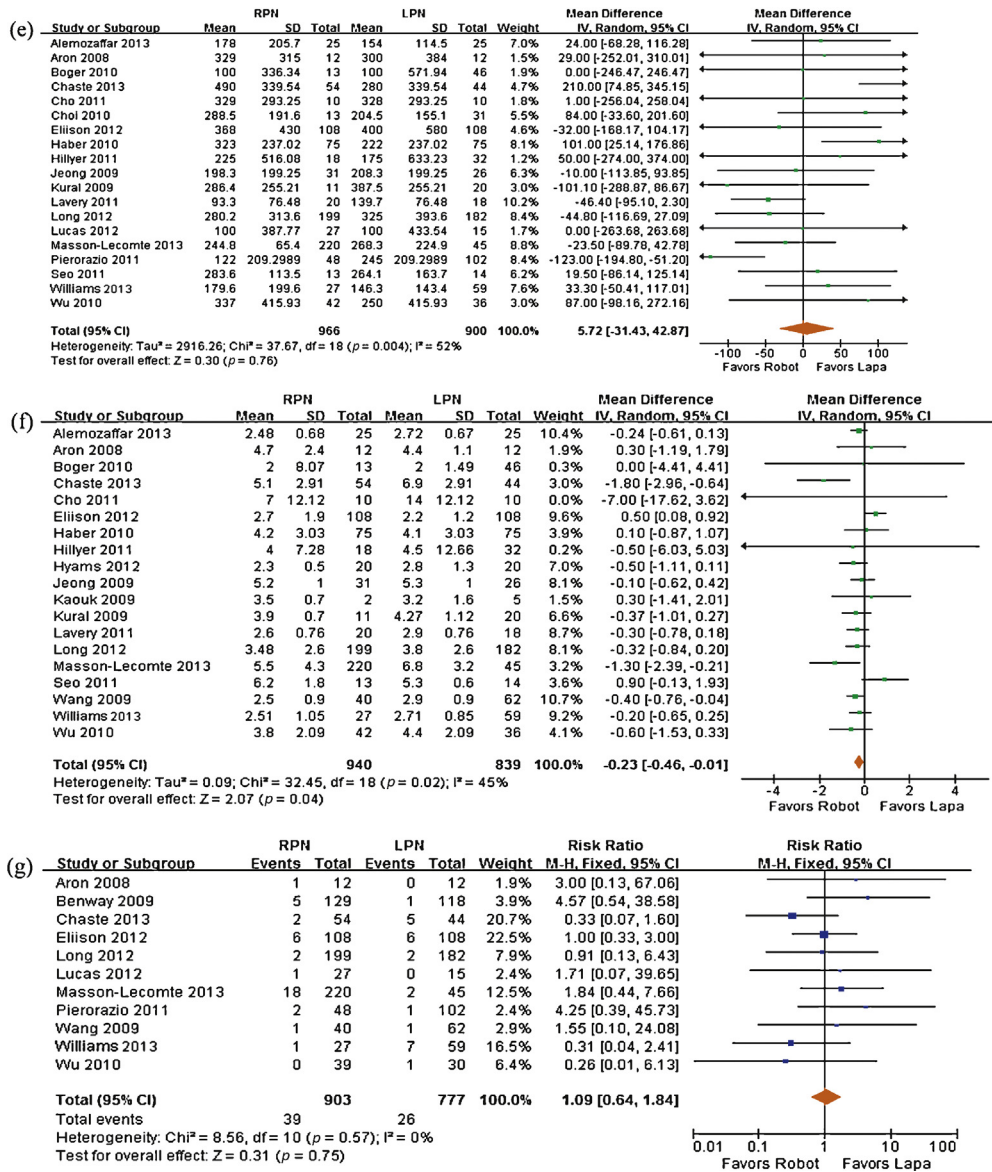 (e)
RPN LPN Mean Difference Mean Difference
Study or Subgroup Mean SD Total Mean SD Total Weight IV, Random, 95% CI IV, Random, 95% CI
Alemozaffar 2013 178 205.7 25 154 114.5 25 7.0% 24.00 [-68.28, 116.28]
Aron 2008 329 315 12 300 384 12 1.6% 29.00 [-252.01, 310.01]
Boger 2010 100 336.34 13 100 571.94 46 2.0% 0.00 [-246.47, 246.47]
Chaste 2013 490 339.54 54 280 339.54 44 4.7% 210.00 [74.85, 345.15]
Cho 2011 329 293.25 10 328 293.25 10 1.9% 1.00 [-256.04, 258.04]
Choi 2010 288.5 191.6 13 204.5 155.1 31 5.5% 84.00 [-33.60, 201.60]
Eliison 2012 368 430 108 400 580 108 4.6% -32.00 [-168.17, 104.17]
Haber 2010 323 237.02 75 222 237.02 75 8.1% 101.00 [25.14, 176.86]
Hillyer 2011 225 516.08 18 175 633.23 32 1.2% 50.00 [-274.00, 374.00]
Jeong 2009 198.3 199.25 31 208.3 199.25 26 6.3% -10.00 [-113.85, 93.85]
Kural 2009 286.4 255.21 11 387.5 255.21 20 3.0% -101.10 [-288.87, 86.67]
Lavery 2011 93.3 76.48 20 139.7 76.48 18 10.2% -46.40 [-95.10, 2.30]
Long 2012 280.2 313.6 199 325 393.6 182 8.4% -44.80 [-116.69, 27.09]
Lucas 2012 100 387.77 27 100 433.54 15 1.7% 0.00 [-263.68, 263.68]
Masson-Lecomte 2013 244.8 65.4 220 268.3 224.9 45 8.8% -23.50 [-89.78, 42.78]
Pierorazio 2011 122 209.2989 48 245 209.2989 102 8.4% -123.00 [-194.80, -51.20]
Seo 2011 283.6 113.5 13 264.1 163.7 14 6.2% 19.50 [-86.14, 125.14]
Williams 2013 179.6 199.6 27 146.3 143.4 59 7.6% 33.30 [-50.41, 117.01]
Wu 2010 337 415.93 42 250 415.93 36 3.0% 87.00 [-98.16, 272.16]
Total (95% CI) 966 900 100.0% 5.72 [-31.43, 42.87]
Heterogeneity: Tau² = 2916.26; Chi² = 37.67, df = 18 (p = 0.004); I² = 52%
Test for overall effect: Z = 0.30 (p = 0.76)
-100 -50 0 50 100
Favors Robot Favors Lapa
(f)
RPN LPN Mean Difference Mean Difference
Study or Subgroup Mean SD Total Mean SD Total Weight IV, Random, 95% CI IV, Random, 95% CI
Alemozaffar 2013 2.48 0.68 25 2.72 0.67 25 10.4% -0.24 [-0.61, 0.13]
Aron 2008 4.7 2.4 12 4.4 1.1 12 1.9% 0.30 [-1.19, 1.79]
Boger 2010 2 8.07 13 2 1.49 46 0.3% 0.00 [-4.41, 4.41]
Chaste 2013 5.1 2.91 54 6.9 2.91 44 3.0% -1.80 [-2.96, -0.64]
Cho 2011 7 12.12 10 14 12.12 10 0.0% -7.00 [-17.62, 3.62]
Eliison 2012 2.7 1.9 108 2.2 1.2 108 9.6% 0.50 [0.08, 0.92]
Haber 2010 4.2 3.03 75 4.1 3.03 75 3.9% 0.10 [-0.87, 1.07]
Hillyer 2011 4 7.28 18 4.5 12.66 32 0.2% -0.50 [-6.03, 5.03]
Hyams 2012 2.3 0.5 20 2.8 1.3 20 7.0% -0.50 [-1.11, 0.11]
Jeong 2009 5.2 1 31 5.3 1 26 8.1% -0.10 [-0.62, 0.42]
Kaouk 2009 3.5 0.7 2 3.2 1.6 5 1.5% 0.30 [-1.41, 2.01]
Kural 2009 3.9 0.7 11 4.27 1.12 20 6.6% -0.37 [-1.01, 0.27]
Lavery 2011 2.6 0.76 20 2.9 0.76 18 8.7% -0.30 [-0.78, 0.18]
Long 2012 3.48 2.6 199 3.8 2.6 182 8.1% -0.32 [-0.84, 0.20]
Masson-Lecomte 2013 5.5 4.3 220 6.8 3.2 45 3.2% -1.30 [-2.39, -0.21]
Seo 2011 6.2 1.8 13 5.3 0.6 14 3.5% 0.90 [-0.13, 1.93]
Wang 2009 2.5 0.9 40 2.9 0.9 62 10.7% -0.40 [-0.76, -0.04]
Williams 2013 2.51 1.05 27 2.71 0.85 59 9.2% -0.20 [-0.65, 0.25]
Wu 2010 3.8 2.09 42 4.4 2.09 36 4.1% -0.60 [-1.53, 0.33]
Total (95% CI) 940 839 100.0% -0.23 [-0.46, -0.01]
Heterogeneity: Tau² = 0.09; Chi² = 32.45, df = 18 (p = 0.02); I² = 45%
Test for overall effect: Z = 2.07 (p = 0.04)
-4 -2 0 2 4
Favors Robot Favors Lapa
(g)
RPN LPN Risk Ratio Risk Ratio
Study or Subgroup Events Total Events Total Weight M-H, Fixed, 95% CI M-H, Fixed, 95% CI
Aron 2008 1 12 0 12 1.9% 3.00 [0.13, 67.06]
Benway 2009 5 129 1 118 3.9% 4.57 [0.54, 38.58]
Chaste 2013 2 54 5 44 20.7% 0.33 [0.07, 1.60]
Eliison 2012 6 108 6 108 22.5% 1.00 [0.33, 3.00]
Long 2012 2 199 2 182 7.9% 0.91 [0.13, 6.43]
Lucas 2012 1 27 0 15 2.4% 1.71 [0.07, 39.65]
Masson-Lecomte 2013 18 220 2 45 12.5% 1.84 [0.44, 7.66]
Pierorazio 2011 2 48 1 102 2.4% 4.25 [0.39, 45.73]
Wang 2009 1 40 1 62 2.9% 1.55 [0.10, 24.08]
Williams 2013 1 27 7 59 16.5% 0.31 [0.04, 2.41]
Wu 2010 0 39 1 30 6.4% 0.26 [0.01, 6.13]
Total (95% CI) 903 777 100.0% 1.09 [0.64, 1.84]
Total events 39 26
Heterogeneity: Chi² = 8.56, df = 10 (p = 0.57); I² = 0%
Test for overall effect: Z = 0.31 (p = 0.75)
0.01 0.1 1 10 100
Favors Robot Favors Lapa